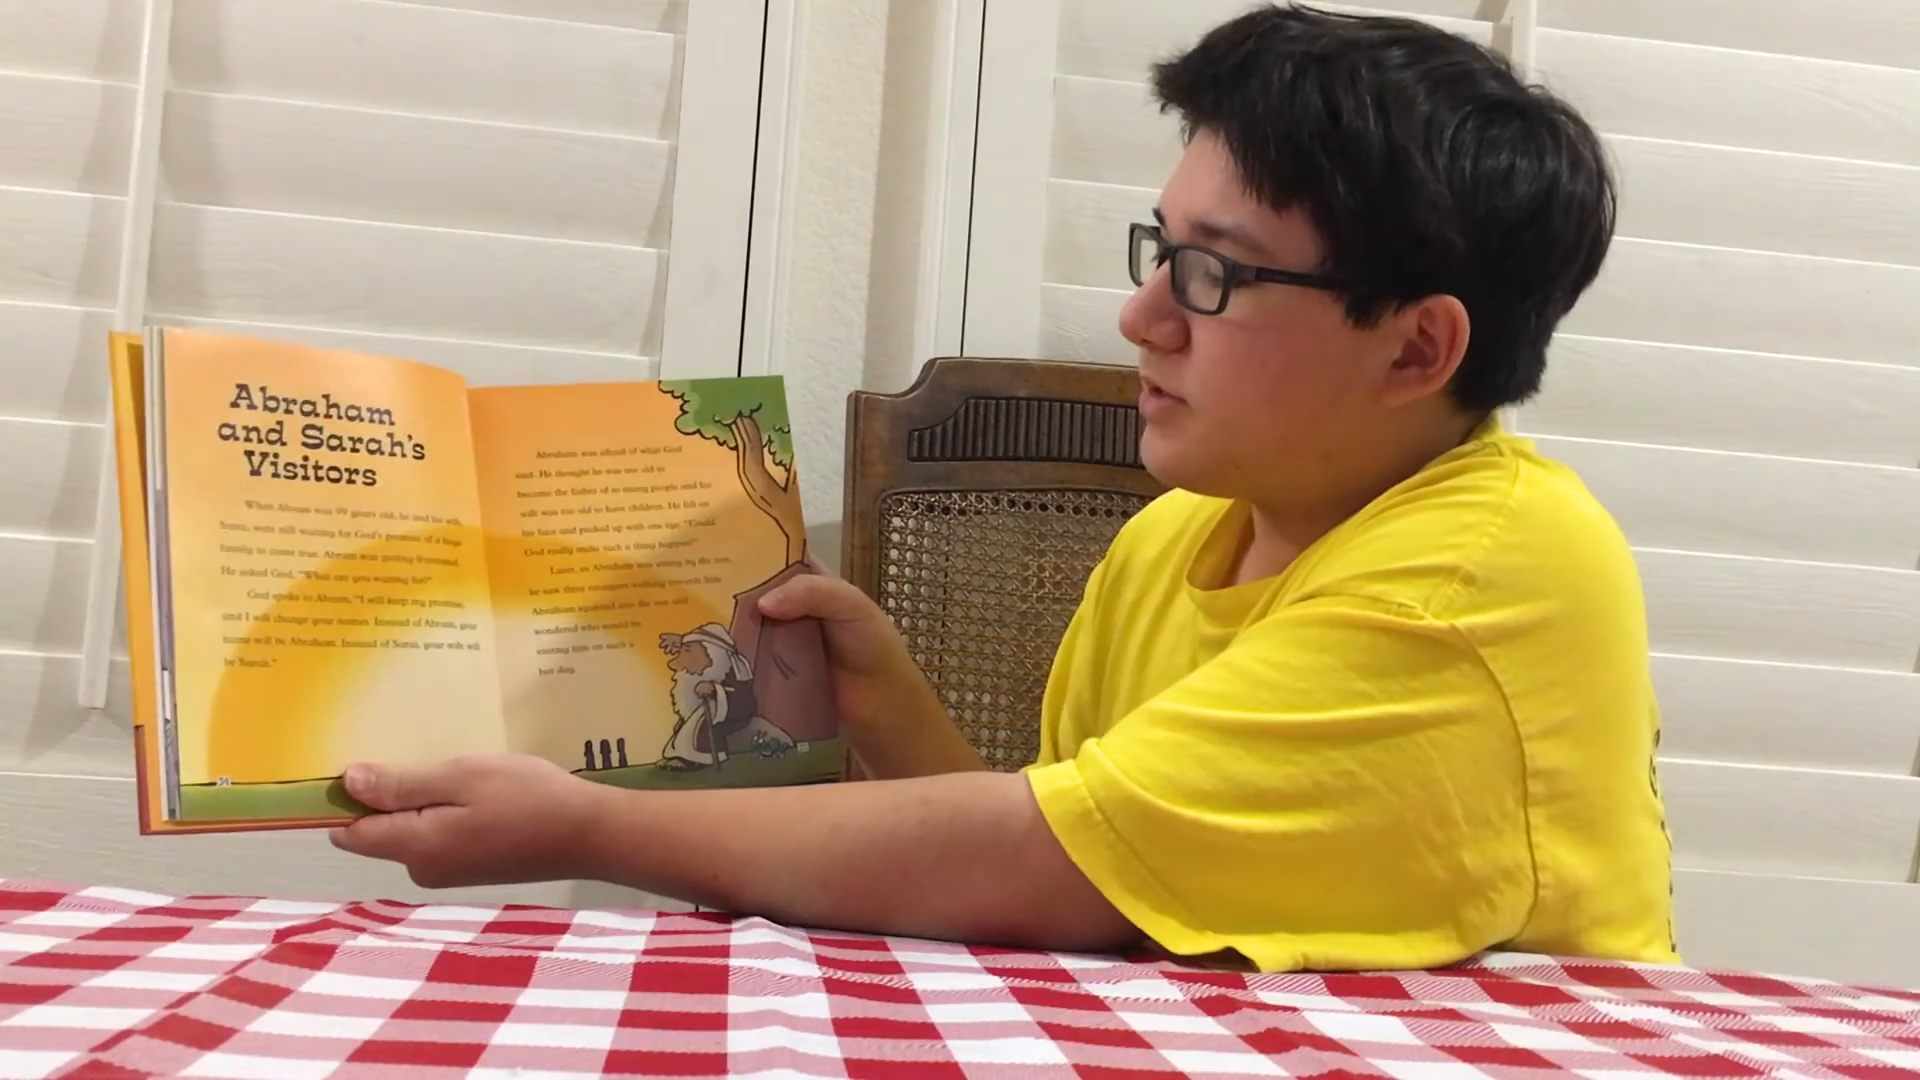 Abraham
and Sarah's
Visitors
When Abram was 99 years old, he and his wife,
Sarai, were still waiting for God's promise of a huge
family to come true. Abram was getting frustrated.
He asked God, "What are you waiting for?"
God spoke to Abram, "I will keep my promise,
and I will change your names. Instead of Abram, your
name will be Abraham. Instead of Sarai, your wife will
be Sarah."
34
Abraham was afraid of what God
said. He thought he was too old to
become the father of so many people and his
wife was too old to have children. He fell on
his face and peeked up with one eye. "Could
God really make such a thing happen?"
Later, as Abraham was sitting by the tree,
he saw three strangers walking towards him.
Abraham squinted into the sun and
wondered who would be
visiting him on such a
hot day.